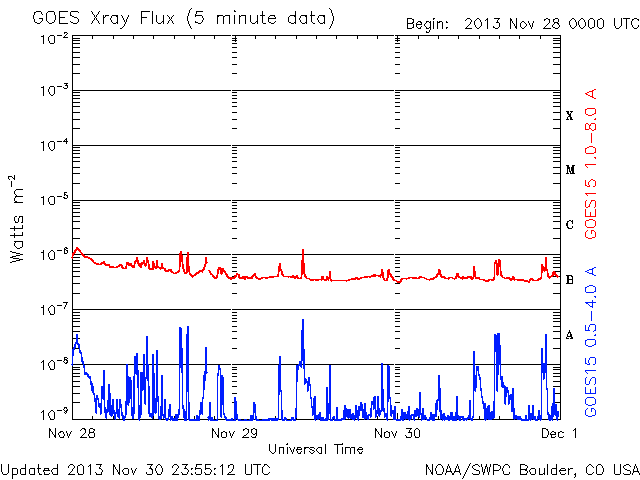 GOES Xray Flux (5 minute data)
Begin: 2013 Nov 28 0000 UTC
10-2
10-3
10-4
10-5
10-6
10-7
10-8
10-9
Watts m-2
X
M
C
B
A
GOES15 1.0-8.0 A
GOES15 0.5-4.0 A
Nov 28
Nov 29
Nov 30
Dec 1
Universal Time
Updated 2013 Nov 30 23:55:12 UTC
NOAA/SWPC Boulder, CO USA